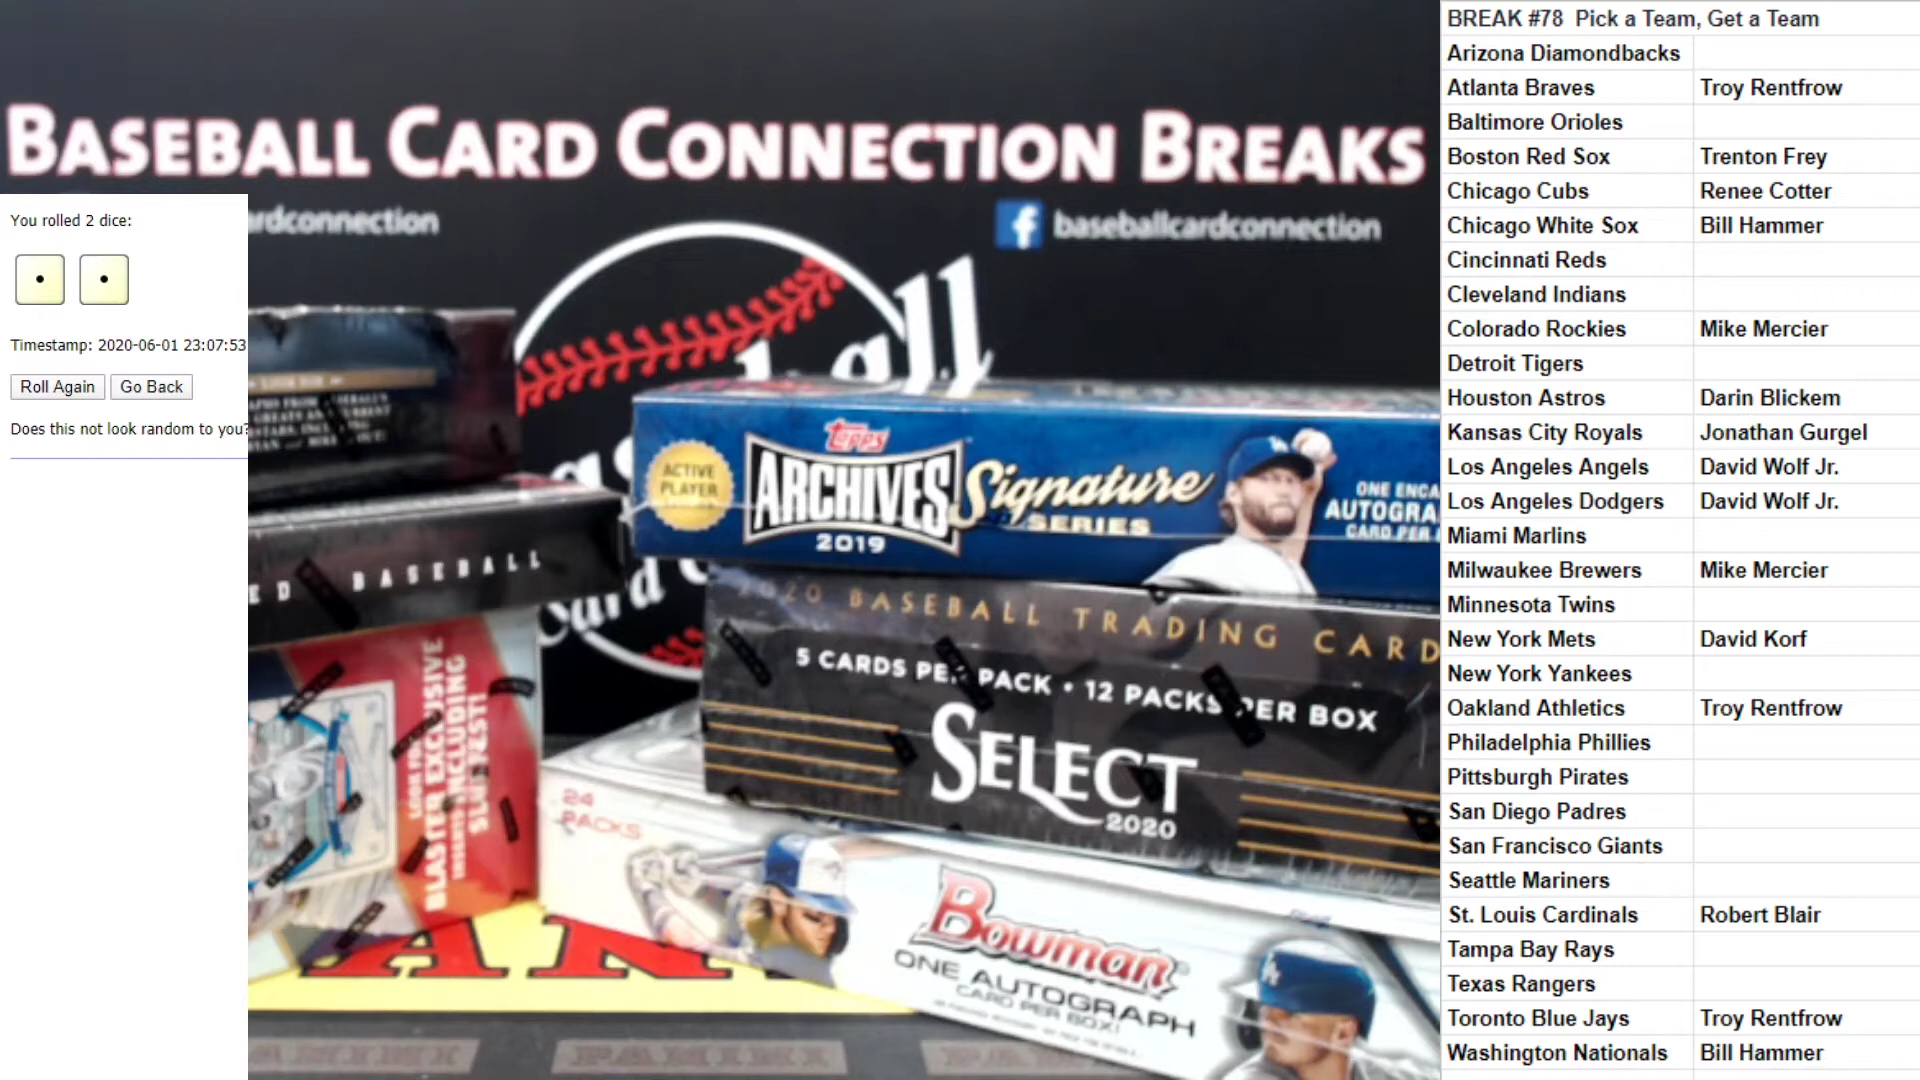 BASEBALL CARD CONNECTION BREAKS
rdconnection
baseballcardconnection
You rolled 2 dice:
Timestamp: 2020-06-01 23:07:53
Roll Again Go Back
Does this not look random to you?
Topps
ACTIVE
PLAYER
ARCHIVES Signature
SERIES
2019
ONE ENCA
AUTOGRA
CARD PER
ED BASEBALL
2020 BASEBALL TRADING CARD
5 CARDS PER PACK • 12 PACKS PER BOX
SELECT
2020
BLASTER EXCLUSIVE
INSERTS INCLUDING
24
PACKS
Bowman
ONE AUTOGRAPH
CARD PER BOX!
PANINI
BREAK #78 Pick a Team, Get a Team
Arizona Diamondbacks
Atlanta Braves Troy Rentfrow
Baltimore Orioles
Boston Red Sox Trenton Frey
Chicago Cubs Renee Cotter
Chicago White Sox Bill Hammer
Cincinnati Reds
Cleveland Indians
Colorado Rockies Mike Mercier
Detroit Tigers
Houston Astros Darin Blickem
Kansas City Royals Jonathan Gurgel
Los Angeles Angels David Wolf Jr.
Los Angeles Dodgers David Wolf Jr.
Miami Marlins
Milwaukee Brewers Mike Mercier
Minnesota Twins
New York Mets David Korf
New York Yankees
Oakland Athletics Troy Rentfrow
Philadelphia Phillies
Pittsburgh Pirates
San Diego Padres
San Francisco Giants
Seattle Mariners
St. Louis Cardinals Robert Blair
Tampa Bay Rays
Texas Rangers
Toronto Blue Jays Troy Rentfrow
Washington Nationals Bill Hammer